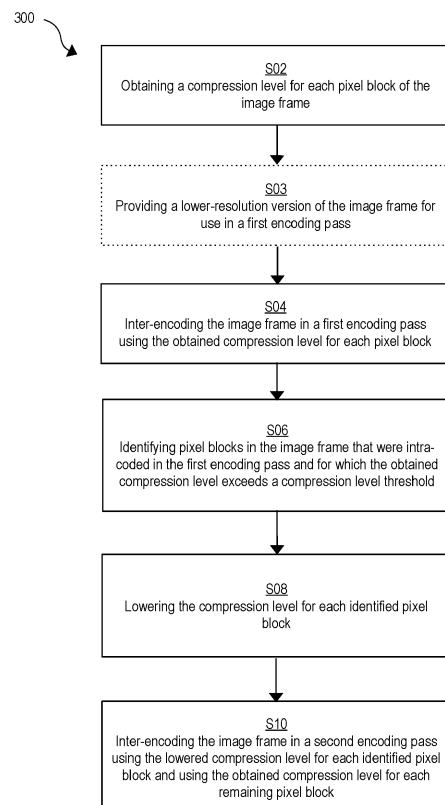 300
S02
Obtaining a compression level for each pixel block of the
image frame
S03
Providing a lower-resolution version of the image frame for
use in a first encoding pass
S04
Inter-encoding the image frame in a first encoding pass
using the obtained compression level for each pixel block
S06
Identifying pixel blocks in the image frame that were intra-
coded in the first encoding pass and for which the obtained
compression level exceeds a compression level threshold
S08
Lowering the compression level for each identified pixel
block
S10
Inter-encoding the image frame in a second encoding pass
using the lowered compression level for each identified pixel
block and using the obtained compression level for each
remaining pixel block